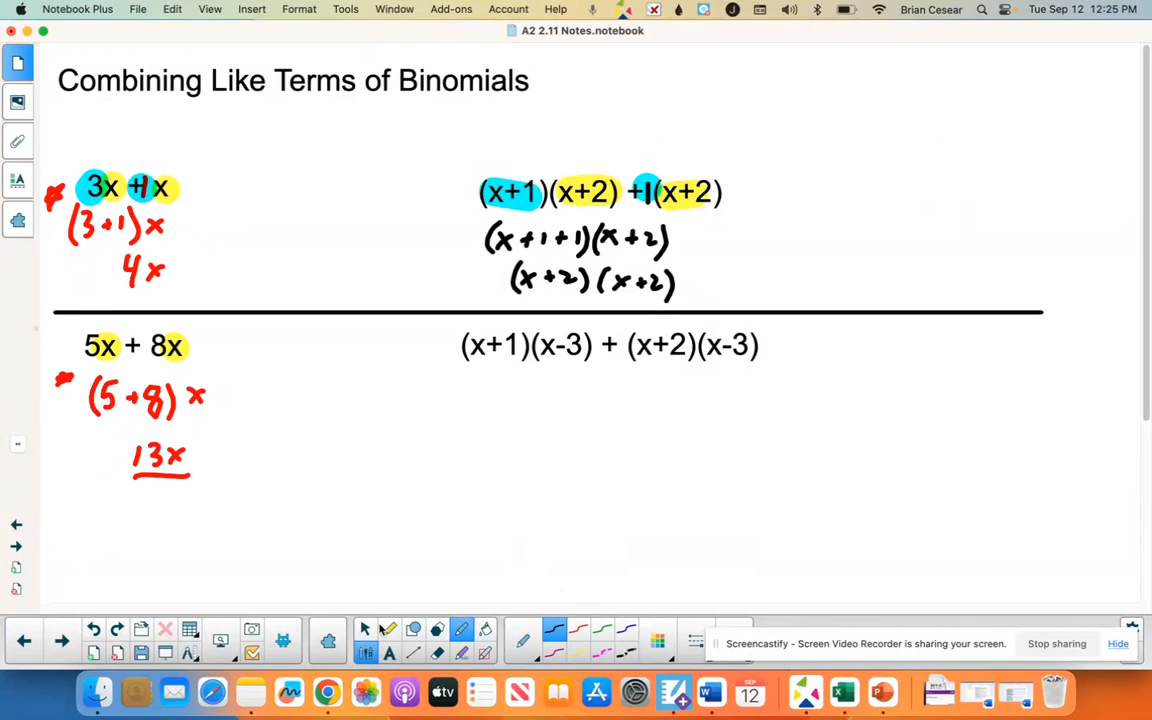 Notebook Plus File Edit View Insert Format Tools Window Add-ons Account Help Brian Cesear Tue Sep 12 12:25 PM
A2 2.11 Notes.notebook
Combining Like Terms of Binomials
3x + 1x
(3 + 1) x
4x
(x+1)(x+2) + 1(x+2)
(x + 1 + 1)(x + 2)
(x + 2)(x + 2)
5x + 8x
(5 + 8) x
13x
(x+1)(x-3) + (x+2)(x-3)
Screencastify - Screen Video Recorder is sharing your screen. Stop sharing Hide
SEP
12